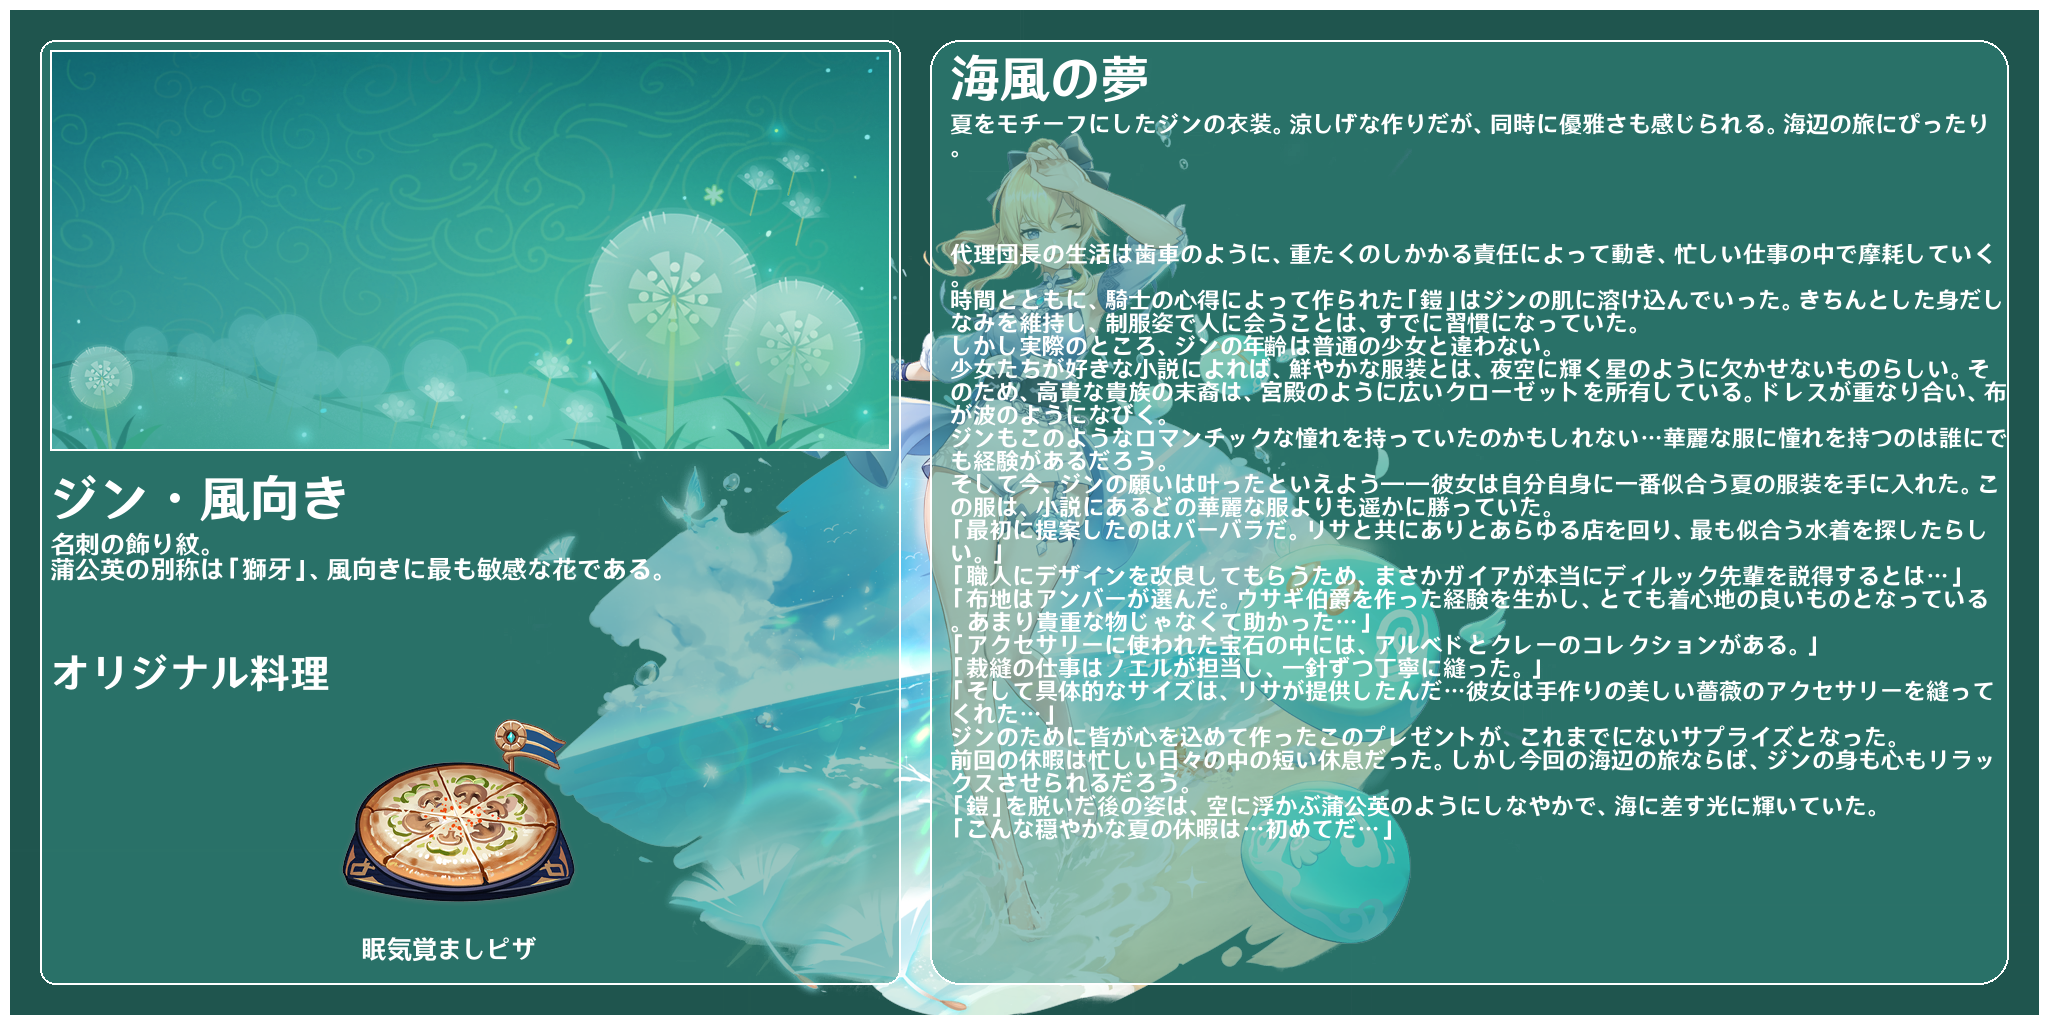 ジン・風向き
名刺の飾り紋。
蒲公英の別称は「獅牙」、風向きに最も敏感な花である。
オリジナル料理
眠気覚ましピザ
海風の夢
夏をモチーフにしたジンの衣装。涼しげな作りだが、同時に優雅さも感じられる。海辺の旅にぴったり
。
代理団長の生活は歯車のように、重たくのしかかる責任によって動き、忙しい仕事の中で摩耗していく
。
時間とともに、騎士の心得によって作られた「鎧」はジンの肌に溶け込んでいった。きちんとした身だし
なみを維持し、制服姿で人に会うことは、すでに習慣になっていた。
しかし実際のところ、ジンの年齢は普通の少女と違わない。
少女たちが好きな小説によれば、鮮やかな服装とは、夜空に輝く星のように欠かせないものらしい。そ
のため、高貴な貴族の末裔は、宮殿のように広いクローゼットを所有している。ドレスが重なり合い、布
が波のようになびく。
ジンもこのようなロマンチックな憧れを持っていたのかもしれない…華麗な服に憧れを持つのは誰にで
も経験があるだろう。
そして今、ジンの願いは叶ったといえよう——彼女は自分自身に一番似合う夏の服装を手に入れた。こ
の服は、小説にあるどの華麗な服よりも遥かに勝っていた。
「最初に提案したのはバーバラだ。リサと共にありとあらゆる店を回り、最も似合う水着を探したらし
い。」
「職人にデザインを改良してもらうため、まさかガイアが本当にディルック先輩を説得するとは…」
「布地はアンバーが選んだ。ウサギ伯爵を作った経験を生かし、とても着心地の良いものとなっている
。あまり貴重な物じゃなくて助かった…」
「アクセサリーに使われた宝石の中には、アルベドとクレーのコレクションがある。」
「裁縫の仕事はノエルが担当し、一針ずつ丁寧に縫った。」
「そして具体的なサイズは、リサが提供したんだ…彼女は手作りの美しい薔薇のアクセサリーを縫って
くれた…」
ジンのために皆が心を込めて作ったこのプレゼントが、これまでにないサプライズとなった。
前回の休暇は忙しい日々の中の短い休息だった。しかし今回の海辺の旅ならば、ジンの身も心もリラッ
クスさせられるだろう。
「鎧」を脱いだ後の姿は、空に浮かぶ蒲公英のようにしなやかで、海に差す光に輝いていた。
「こんな穏やかな夏の休暇は…初めてだ…」